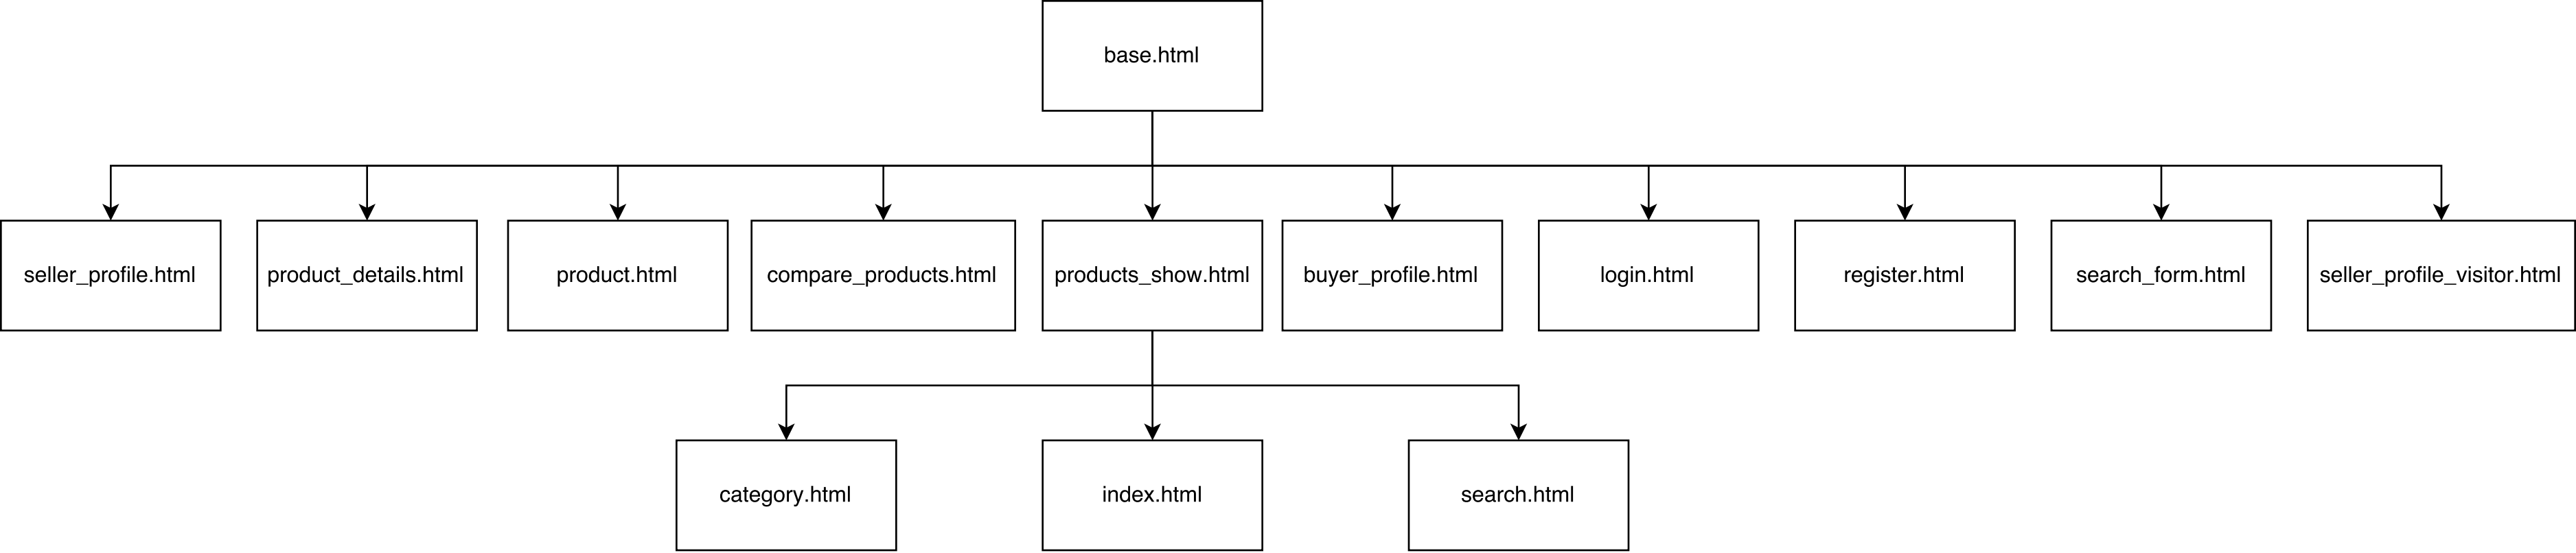 base.html
seller_profile.html
product_details.html
product.html
compare_products.html
products_show.html
buyer_profile.html
login.html
register.html
search_form.html
seller_profile_visitor.html
category.html
index.html
search.html